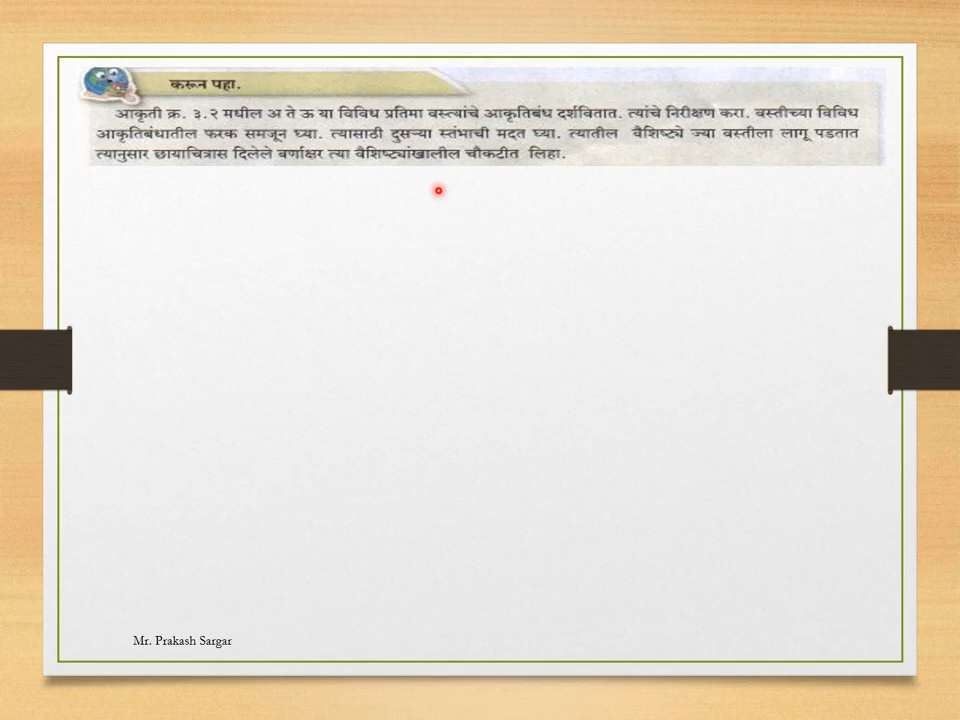 करून पहा.
आकृती क्र. ३.२ मधील अ ते ऊ या विविध प्रतिमा वस्त्यांचे आकृतिबंध दर्शवितात. त्यांचे निरीक्षण करा. वस्तीच्या विविध
आकृतिबंधातील फरक समजून घ्या. त्यासाठी दुसऱ्या स्तंभाची मदत घ्या. त्यातील वैशिष्ट्ये ज्या वस्तीला लागू पडतात
त्यानुसार छायाचित्रास दिलेले वर्णाक्षर त्या वैशिष्ट्यांखालील चौकटीत लिहा.
Mr. Prakash Sargar